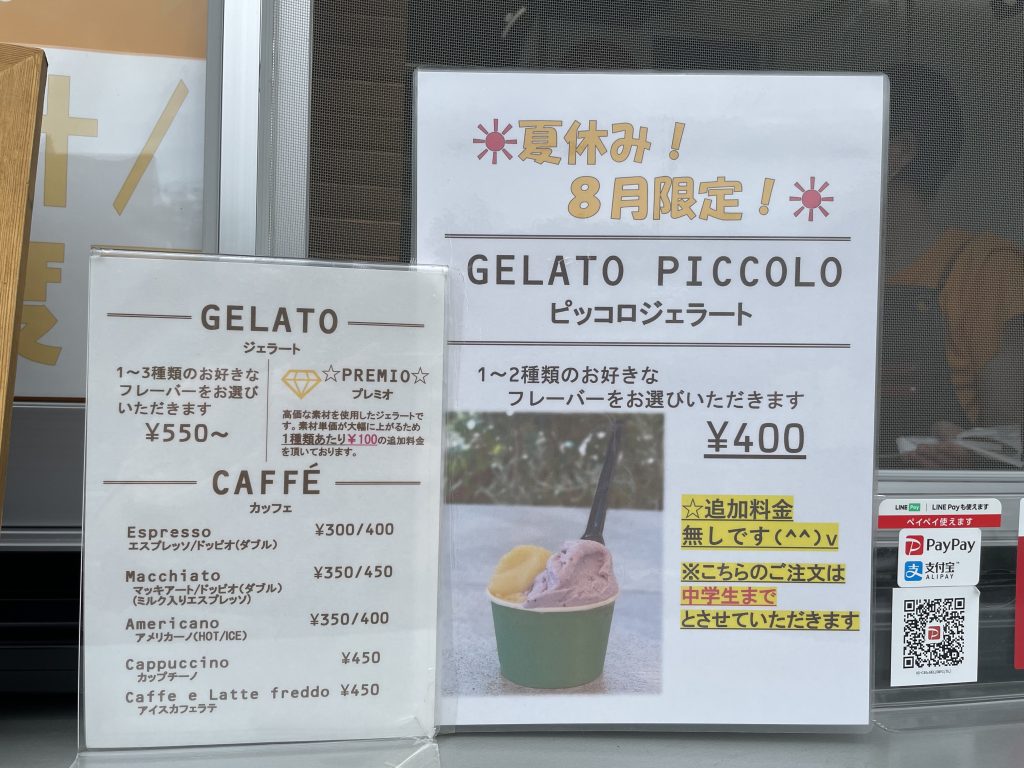 夏休み!
8月限定!
GELATO PICCOLO
ピッコロジェラート
1～2種類のお好きな
フレーバーをお選びいただきます
¥400
☆追加料金
無しです(^^)v
※こちらのご注文は
中学生まで
とさせていただきます
GELATO
ジェラート
1～3種類のお好きな
フレーバーをお選び
いただきます
¥550～
☆PREMIO☆
プレミオ
高価な素材を使用したジェラートで
す。素材単価が大幅に上がるため
1種類あたり¥100の追加料金
を頂いております。
CAFFÉ
カッフェ
Espresso ¥300/400
エスプレッソ/ドッピオ(ダブル)
Macchiato ¥350/450
マッキアート/ドッピオ(ダブル)
(ミルク入りエスプレッソ)
Americano ¥350/400
アメリカーノ(HOT/ICE)
Cappuccino ¥450
カップチーノ
Caffe e Latte freddo ¥450
アイスカフェラテ
LINE Pay LINE Payも使えます
ペイペイ使えます
PayPay
支付宝
ALIPAY
度